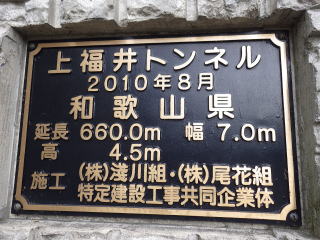 上福井トンネル
2010年8月
和歌山県
延長 660.0m 幅 7.0m
高 4.5m
施工 (株)淺川組・(株)尾花組
特定建設工事共同企業体